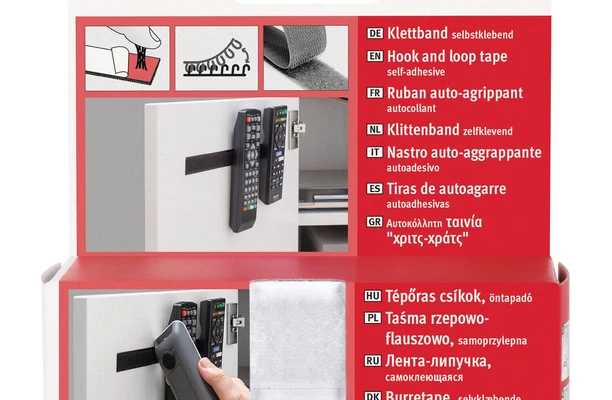 DE Klettband selbstklebend
EN Hook and loop tape
self-adhesive
FR Ruban auto-agrippant
autocollant
NL Klittenband zelfklevend
IT Nastro auto-aggrappante
autoadesivo
ES Tiras de autoagarre
autoadhesivas
GR Αυτοκόλλητη ταινία
"χριτς-χράτς"
HU Tépőras csíkok, öntapadó
PL Taśma rzepowo-
flauszowo, samoprzylepna
RU Лента-липучка,
самоклеющаяся
DK Burretape, selvklæbende